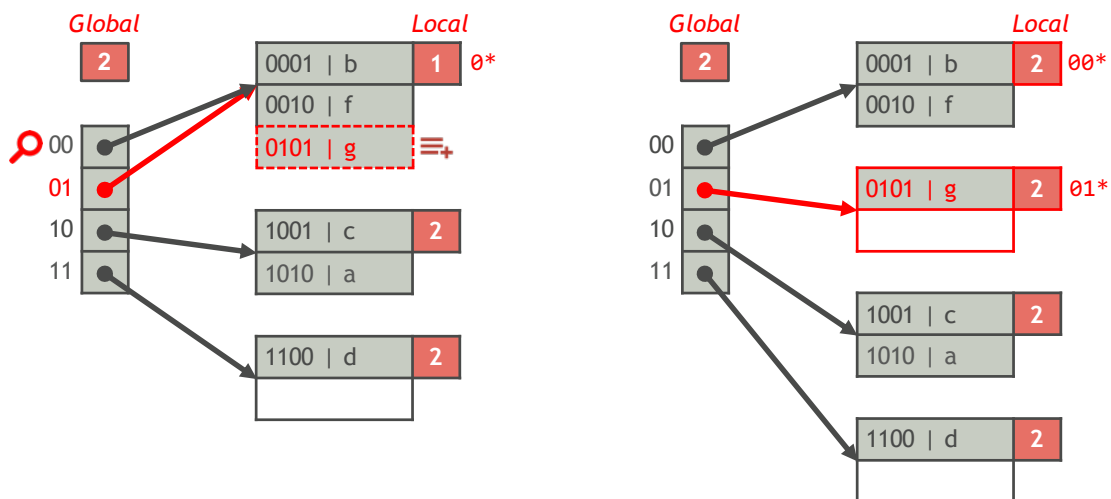 Global Local
2
0001 | b 1 0*
0010 | f
0101 | g
00
01
10
11
1001 | c 2
1010 | a
1100 | d 2
Global Local
2
0001 | b 2 00*
0010 | f
00
01
10
11
0101 | g 2 01*
1001 | c 2
1010 | a
1100 | d 2